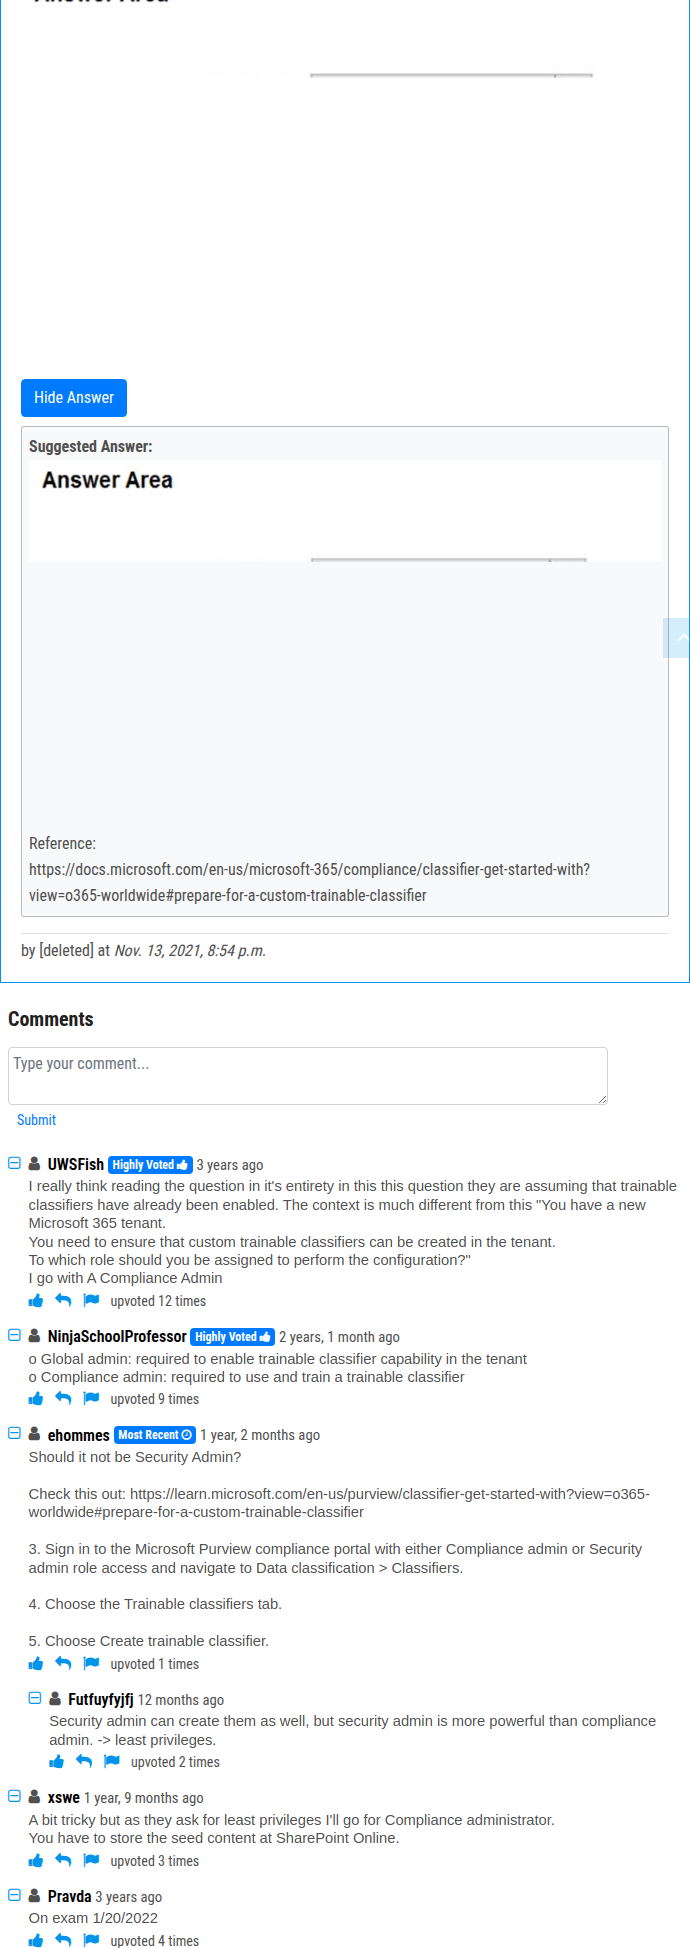 Answer Area
Hide Answer
Suggested Answer:
Answer Area
Reference:
https://docs.microsoft.com/en-us/microsoft-365/compliance/classifier-get-started-with?
view=o365-worldwide#prepare-for-a-custom-trainable-classifier
by [deleted] at Nov. 13, 2021, 8:54 p.m.
Comments
Type your comment...
Submit
UWSFish Highly Voted 3 years ago
I really think reading the question in it's entirety in this this question they are assuming that trainable
classifiers have already been enabled. The context is much different from this "You have a new
Microsoft 365 tenant.
You need to ensure that custom trainable classifiers can be created in the tenant.
To which role should you be assigned to perform the configuration?"
I go with A Compliance Admin
upvoted 12 times
NinjaSchoolProfessor Highly Voted 2 years, 1 month ago
o Global admin: required to enable trainable classifier capability in the tenant
o Compliance admin: required to use and train a trainable classifier
upvoted 9 times
ehommes Most Recent 1 year, 2 months ago
Should it not be Security Admin?
Check this out: https://learn.microsoft.com/en-us/purview/classifier-get-started-with?view=o365-
worldwide#prepare-for-a-custom-trainable-classifier
3. Sign in to the Microsoft Purview compliance portal with either Compliance admin or Security
admin role access and navigate to Data classification > Classifiers.
4. Choose the Trainable classifiers tab.
5. Choose Create trainable classifier.
upvoted 1 times
Futfuyfyjfj 12 months ago
Security admin can create them as well, but security admin is more powerful than compliance
admin. -> least privileges.
upvoted 2 times
xswe 1 year, 9 months ago
A bit tricky but as they ask for least privileges I'll go for Compliance administrator.
You have to store the seed content at SharePoint Online.
upvoted 3 times
Pravda 3 years ago
On exam 1/20/2022
upvoted 4 times